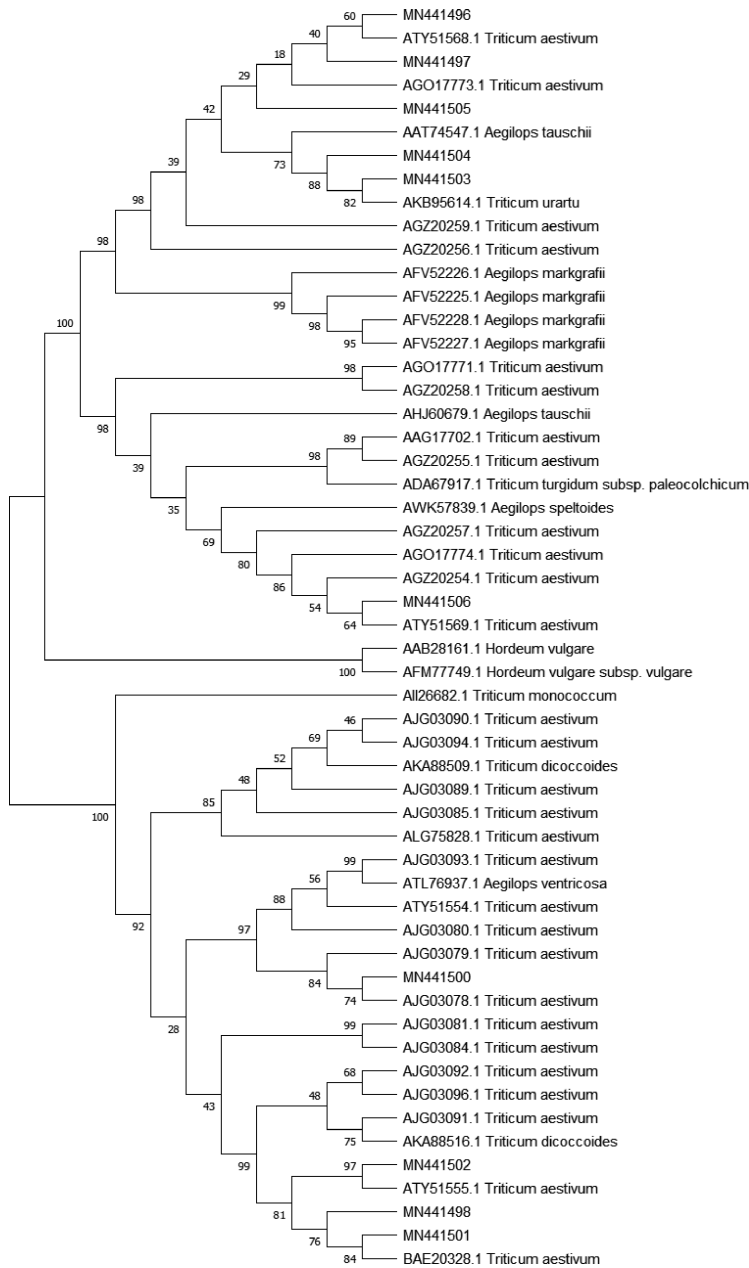 60
MN441496
40
ATY51568.1 Triticum aestivum
18
MN441497
29
AGO17773.1 Triticum aestivum
42
MN441505
AAT74547.1 Aegilops tauschii
39
73
MN441504
88
MN441503
98
82
AKB95614.1 Triticum urartu
AGZ20259.1 Triticum aestivum
98
AGZ20256.1 Triticum aestivum
AFV52226.1 Aegilops markgrafii
99
AFV52225.1 Aegilops markgrafii
100
98
AFV52228.1 Aegilops markgrafii
95
AFV52227.1 Aegilops markgrafii
98
AGO17771.1 Triticum aestivum
AGZ20258.1 Triticum aestivum
98
AHJ60679.1 Aegilops tauschii
89
AAG17702.1 Triticum aestivum
39
98
AGZ20255.1 Triticum aestivum
ADA67917.1 Triticum turgidum subsp. paleocolchicum
35
AWK57839.1 Aegilops speltoides
69
AGZ20257.1 Triticum aestivum
80
AGO17774.1 Triticum aestivum
86
AGZ20254.1 Triticum aestivum
54
MN441506
64
ATY51569.1 Triticum aestivum
AAB28161.1 Hordeum vulgare
100
AFM77749.1 Hordeum vulgare subsp. vulgare
AII26682.1 Triticum monococcum
46
AJG03090.1 Triticum aestivum
69
AJG03094.1 Triticum aestivum
52
AKA88509.1 Triticum dicoccoides
48
AJG03089.1 Triticum aestivum
85
AJG03085.1 Triticum aestivum
100
ALG75828.1 Triticum aestivum
99
AJG03093.1 Triticum aestivum
56
ATL76937.1 Aegilops ventricosa
88
ATY51554.1 Triticum aestivum
92
97
AJG03080.1 Triticum aestivum
AJG03079.1 Triticum aestivum
84
MN441500
74
AJG03078.1 Triticum aestivum
28
99
AJG03081.1 Triticum aestivum
AJG03084.1 Triticum aestivum
68
AJG03092.1 Triticum aestivum
43
48
AJG03096.1 Triticum aestivum
AJG03091.1 Triticum aestivum
75
AKA88516.1 Triticum dicoccoides
99
97
MN441502
ATY51555.1 Triticum aestivum
81
MN441498
76
MN441501
84
BAE20328.1 Triticum aestivum